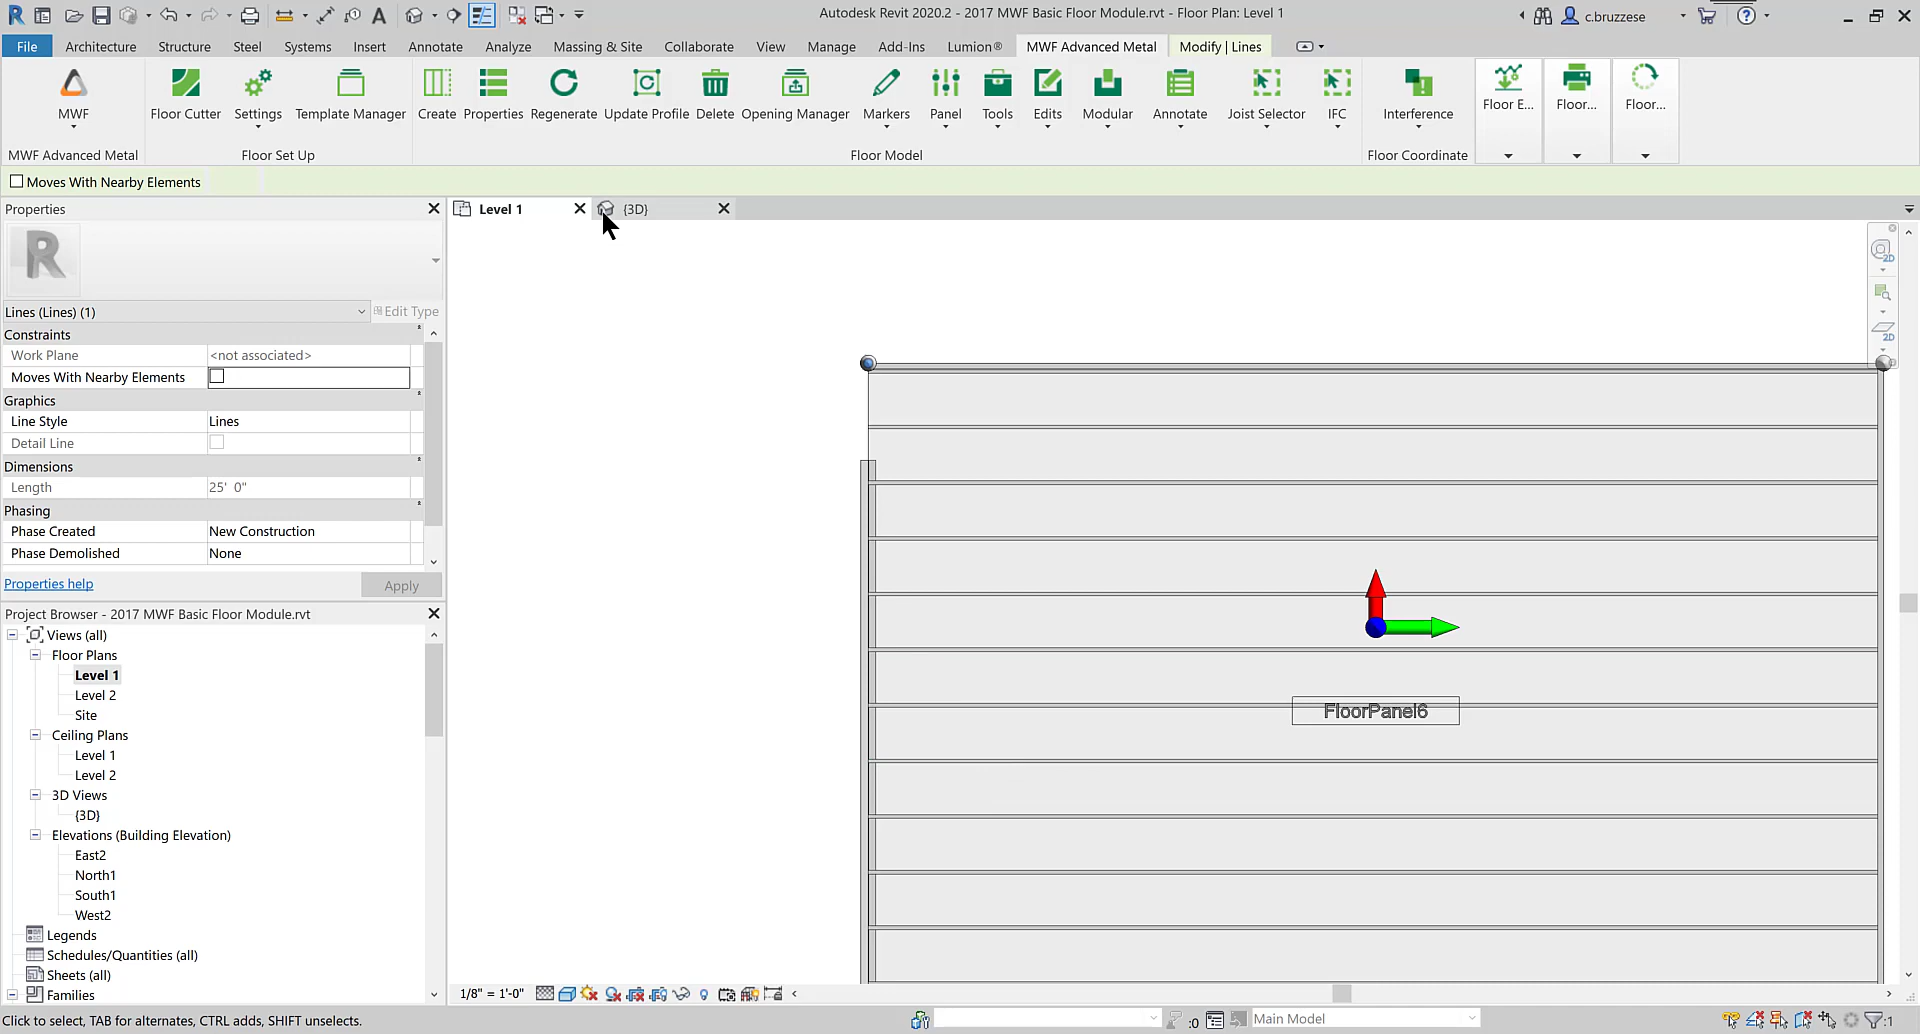 Autodesk Revit 2020.2 - 2017 MWF Basic Floor Module.rvt - Floor Plan: Level 1
c.bruzzese
File Architecture Structure Steel Systems Insert Annotate Analyze Massing & Site Collaborate View Manage Add-Ins Lumion® MWF Advanced Metal Modify | Lines
MWF Floor Cutter Settings Template Manager Create Properties Regenerate Update Profile Delete Opening Manager Markers Panel Tools Edits Modular Annotate Joist Selector IFC Interference Floor E... Floor... Floor...
MWF Advanced Metal Floor Set Up Floor Model Floor Coordinate
Moves With Nearby Elements
Properties
Level 1
{3D}
R
Lines (Lines) (1)
Edit Type
Constraints
Work Plane <not associated>
Moves With Nearby Elements
Graphics
Line Style Lines
Detail Line
Dimensions
Length 25' 0"
Phasing
Phase Created New Construction
Phase Demolished None
Properties help
Apply
Project Browser - 2017 MWF Basic Floor Module.rvt
Views (all)
Floor Plans
Level 1
Level 2
Site
Ceiling Plans
Level 1
Level 2
3D Views
{3D}
Elevations (Building Elevation)
East2
North1
South1
West2
Legends
Schedules/Quantities (all)
Sheets (all)
Families
2D
2D
FloorPanel6
1/8" = 1'-0"
Click to select, TAB for alternates, CTRL adds, SHIFT unselects.
:0
Main Model
:1